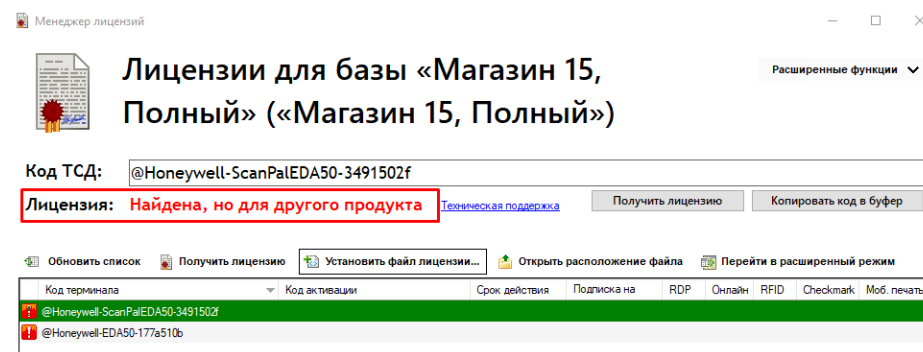 Менеджер лицензий
Лицензии для базы «Магазин 15,
Полный» («Магазин 15, Полный»)
Расширенные функции
Код ТСД: @Honeywell-ScanPalEDA50-3491502f
Лицензия: Найдена, но для другого продукта Техническая поддержка Получить лицензию Копировать код в буфер
Обновить список Получить лицензию Установить файл лицензии... Открыть расположение файла Перейти в расширенный режим
Код терминала Код активации Срок действия Подписка на RDP Онлайн RFID Checkmark Моб. печать
@Honeywell-ScanPalEDA50-3491502f
@Honeywell-EDA50-177a510b